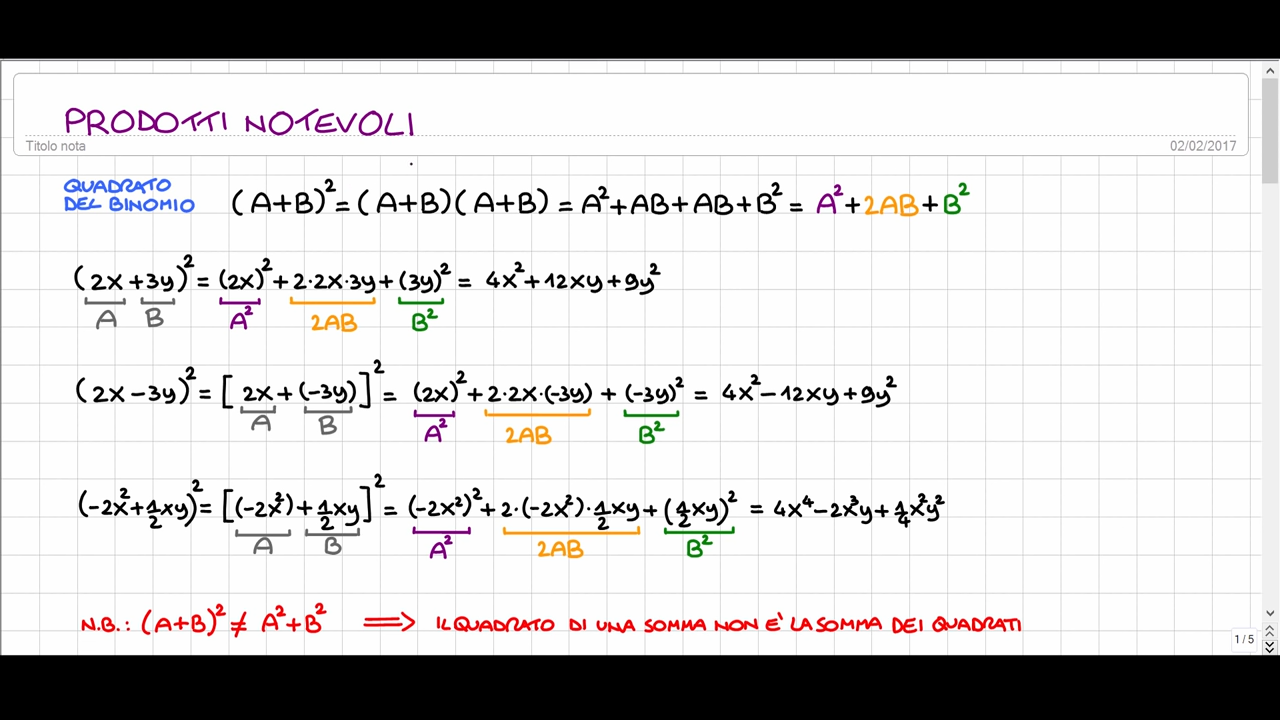 PRODOTTI NOTEVOLI
Titolo nota 02/02/2017
QUADRATO
DEL BINOMIO
(A+B)² = (A+B)(A+B) = A²+AB+AB+B² = A²+2AB+B²
(2x+3y)² = (2x)²+2·2x·3y+(3y)² = 4x²+12xy+9y²
A B A² 2AB B²
(2x-3y)² = [2x+(-3y)]² = (2x)²+2·2x·(-3y)+(-3y)² = 4x²-12xy+9y²
A B A² 2AB B²
(-2x²+½xy)² = [(-2x²)+½xy]² = (-2x²)²+2·(-2x²)·½xy+(½xy)² = 4x⁴-2x³y+¼x²y²
A B A² 2AB B²
N.B.: (A+B)² ≠ A²+B² ⟹ IL QUADRATO DI UNA SOMMA NON E' LA SOMMA DEI QUADRATI
1 / 5